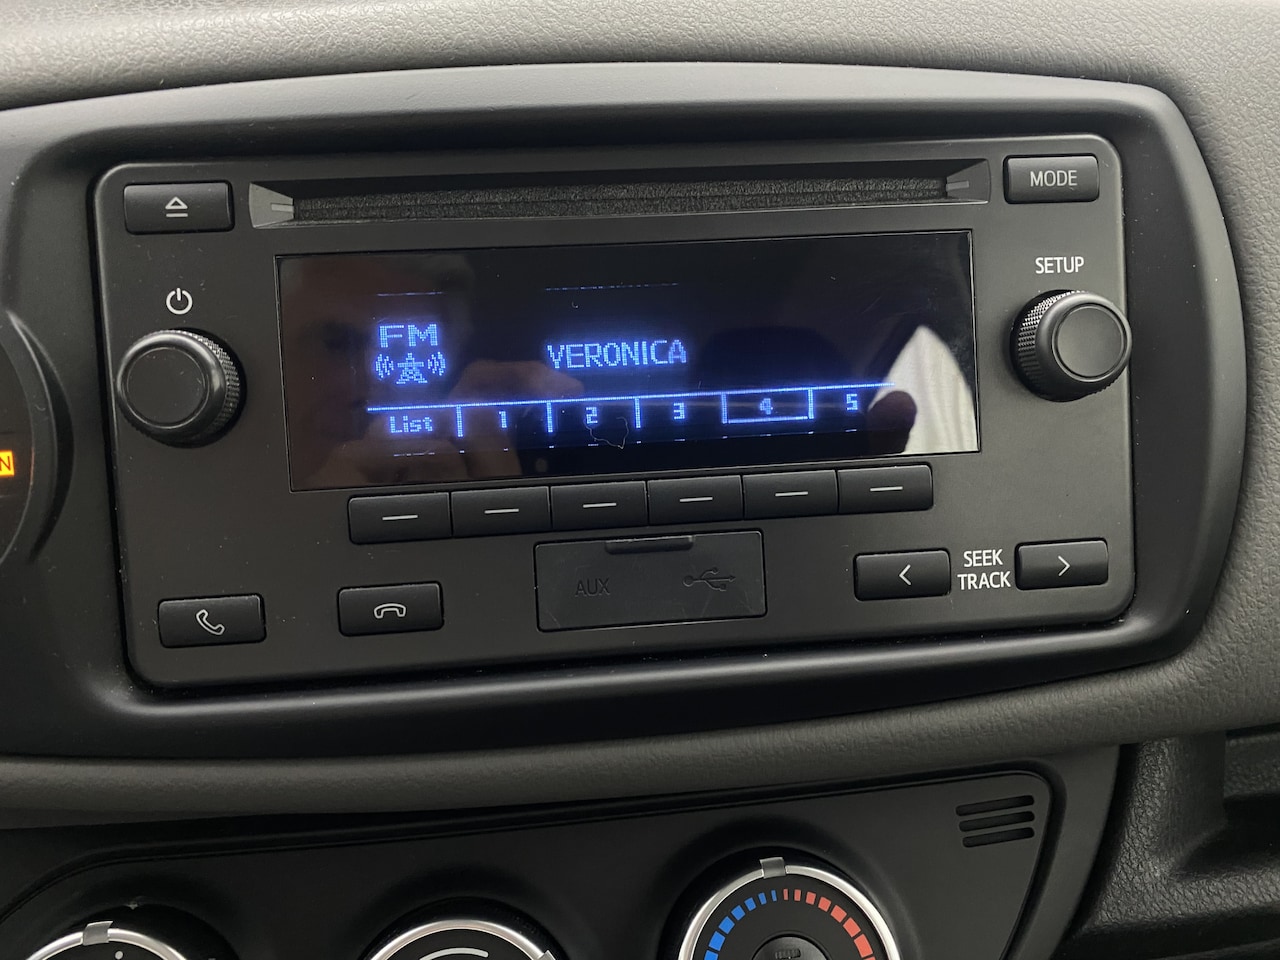 MODE
SETUP
FM
VERONICA
List 1 2 3 4 5
AUX
SEEK
TRACK
N